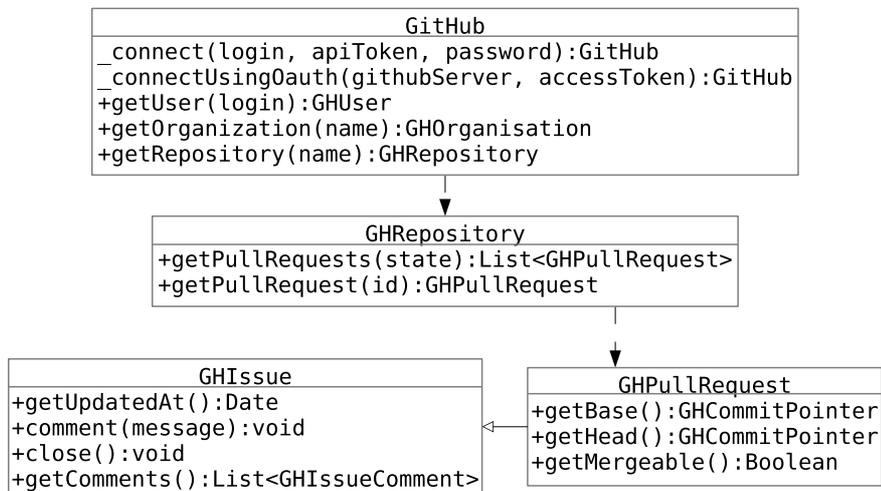 GitHub
_connect(login, apiToken, password):GitHub
_connectUsingOauth(githubServer, accessToken):GitHub
+getUser(login):GHUser
+getOrganization(name):GHOrganisation
+getRepository(name):GHRepository
GHRepository
+getPullRequests(state):List<GHPullRequest>
+getPullRequest(id):GHPullRequest
GHIssue
+getUpdatedAt():Date
+comment(message):void
+close():void
+getComments():List<GHIssueComment>
GHPullRequest
+getBase():GHCommitPointer
+getHead():GHCommitPointer
+getMergeable():Boolean